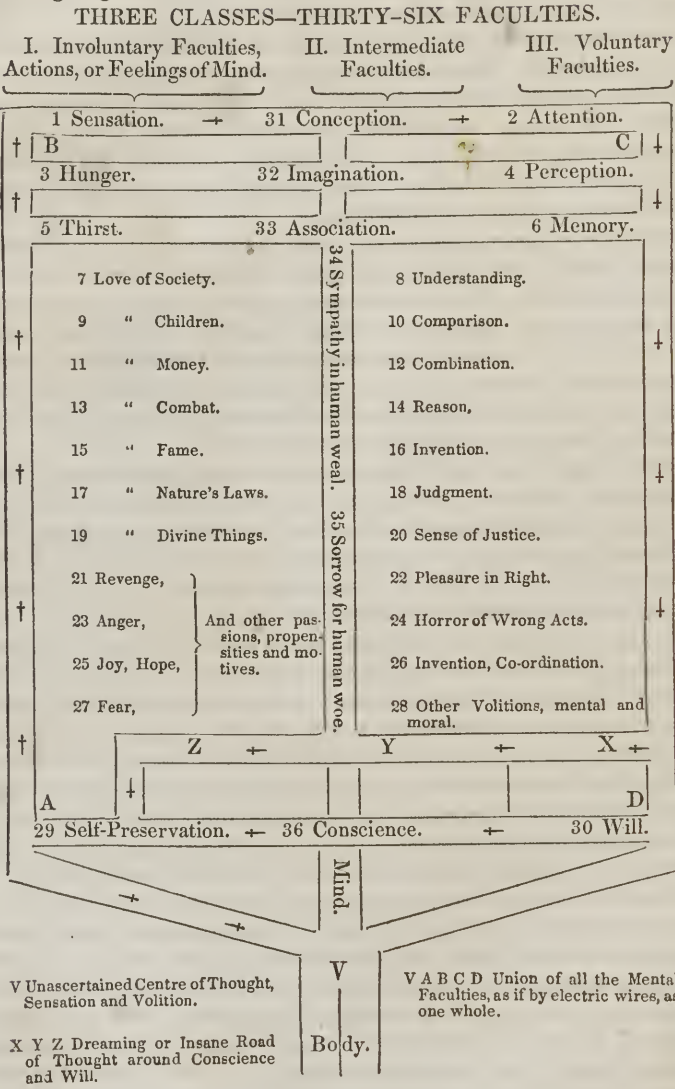 THREE CLASSES—THIRTY-SIX FACULTIES.
I. Involuntary Faculties, Actions, or Feelings of Mind.
II. Intermediate Faculties.
III. Voluntary Faculties.
1 Sensation. 31 Conception. 2 Attention.
B C
3 Hunger. 32 Imagination. 4 Perception.
5 Thirst. 33 Association. 6 Memory.
7 Love of Society.
9 " Children.
11 " Money.
13 " Combat.
15 " Fame.
17 " Nature's Laws.
19 " Divine Things.
21 Revenge,
23 Anger,
25 Joy, Hope,
27 Fear,
And other pas-
sions, propen-
sities and mo-
tives.
34 Sympathy in human weal. 35 Sorrow for human woe.
8 Understanding.
10 Comparison.
12 Combination.
14 Reason,
16 Invention.
18 Judgment.
20 Sense of Justice.
22 Pleasure in Right.
24 Horror of Wrong Acts.
26 Invention, Co-ordination.
28 Other Volitions, mental and
moral.
Z Y X
A D
29 Self-Preservation. 36 Conscience. 30 Will.
Mind.
V
Body.
V Unascertained Centre of Thought,
Sensation and Volition.
X Y Z Dreaming or Insane Road
of Thought around Conscience
and Will.
V A B C D Union of all the Mental
Faculties, as if by electric wires, as
one whole.